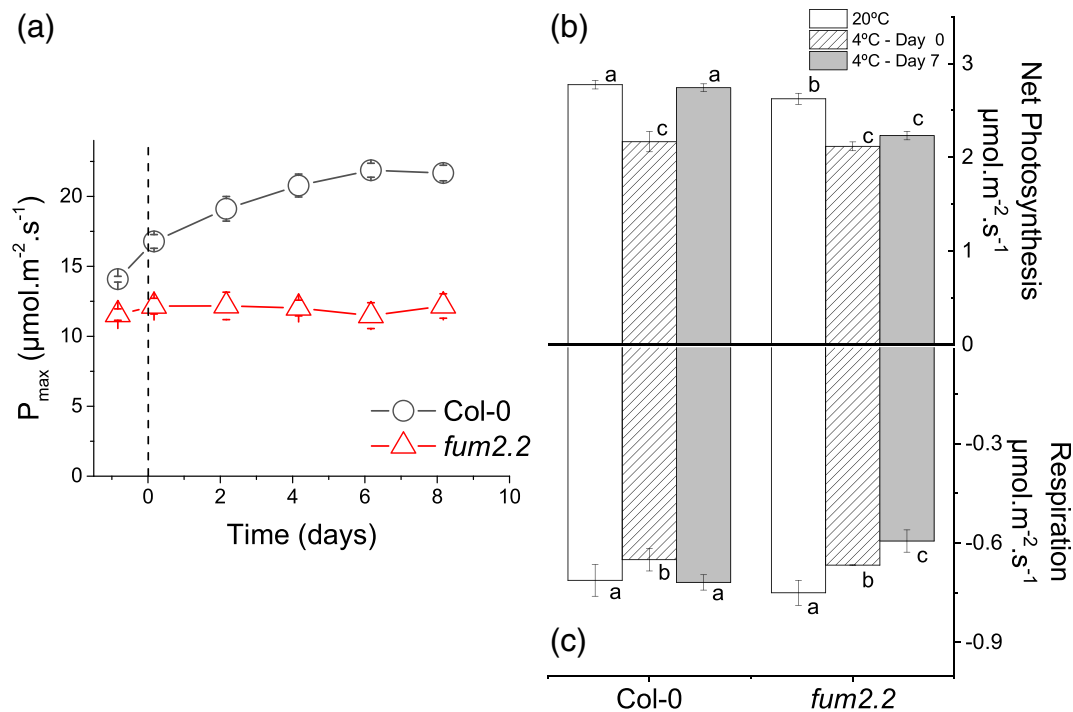 (a)
P_max (µmol.m⁻².s⁻¹)
20
15
10
5
0
0
2
4
6
8
10
Time (days)
Col-0
fum2.2
(b)
20ºC
4ºC - Day 0
4ºC - Day 7
a
c
a
b
c
c
3
2
1
0
Net Photosynthesis
µmol.m⁻².s⁻¹
a
b
a
a
b
c
-0.3
-0.6
-0.9
Respiration
µmol.m⁻².s⁻¹
(c)
Col-0
fum2.2